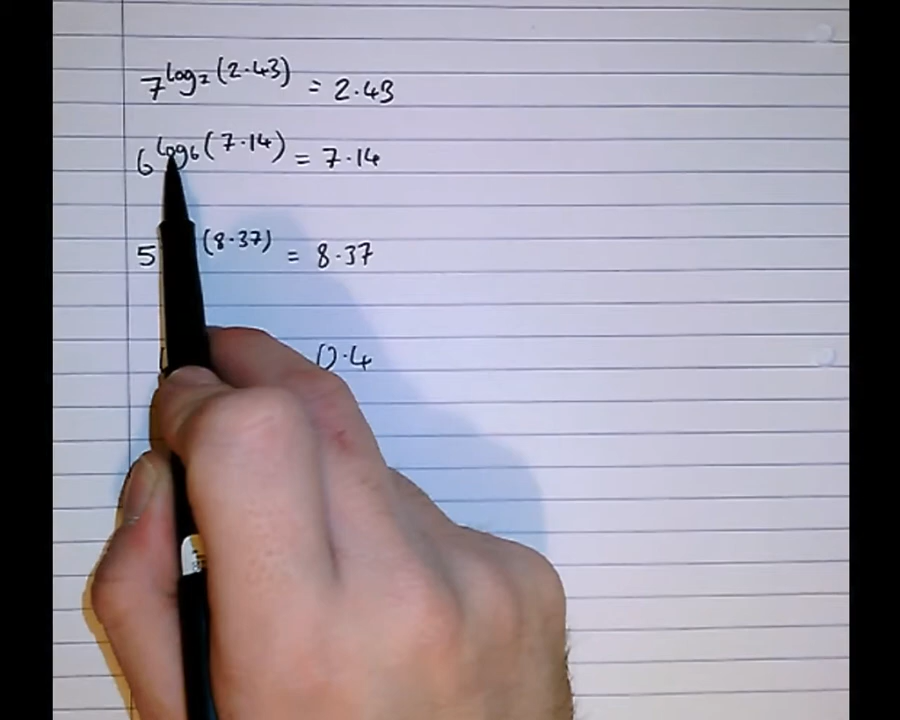 7^log₇(2.43) = 2.43
6^log₆(7.14) = 7.14
5 (8.37) = 8.37
0.4